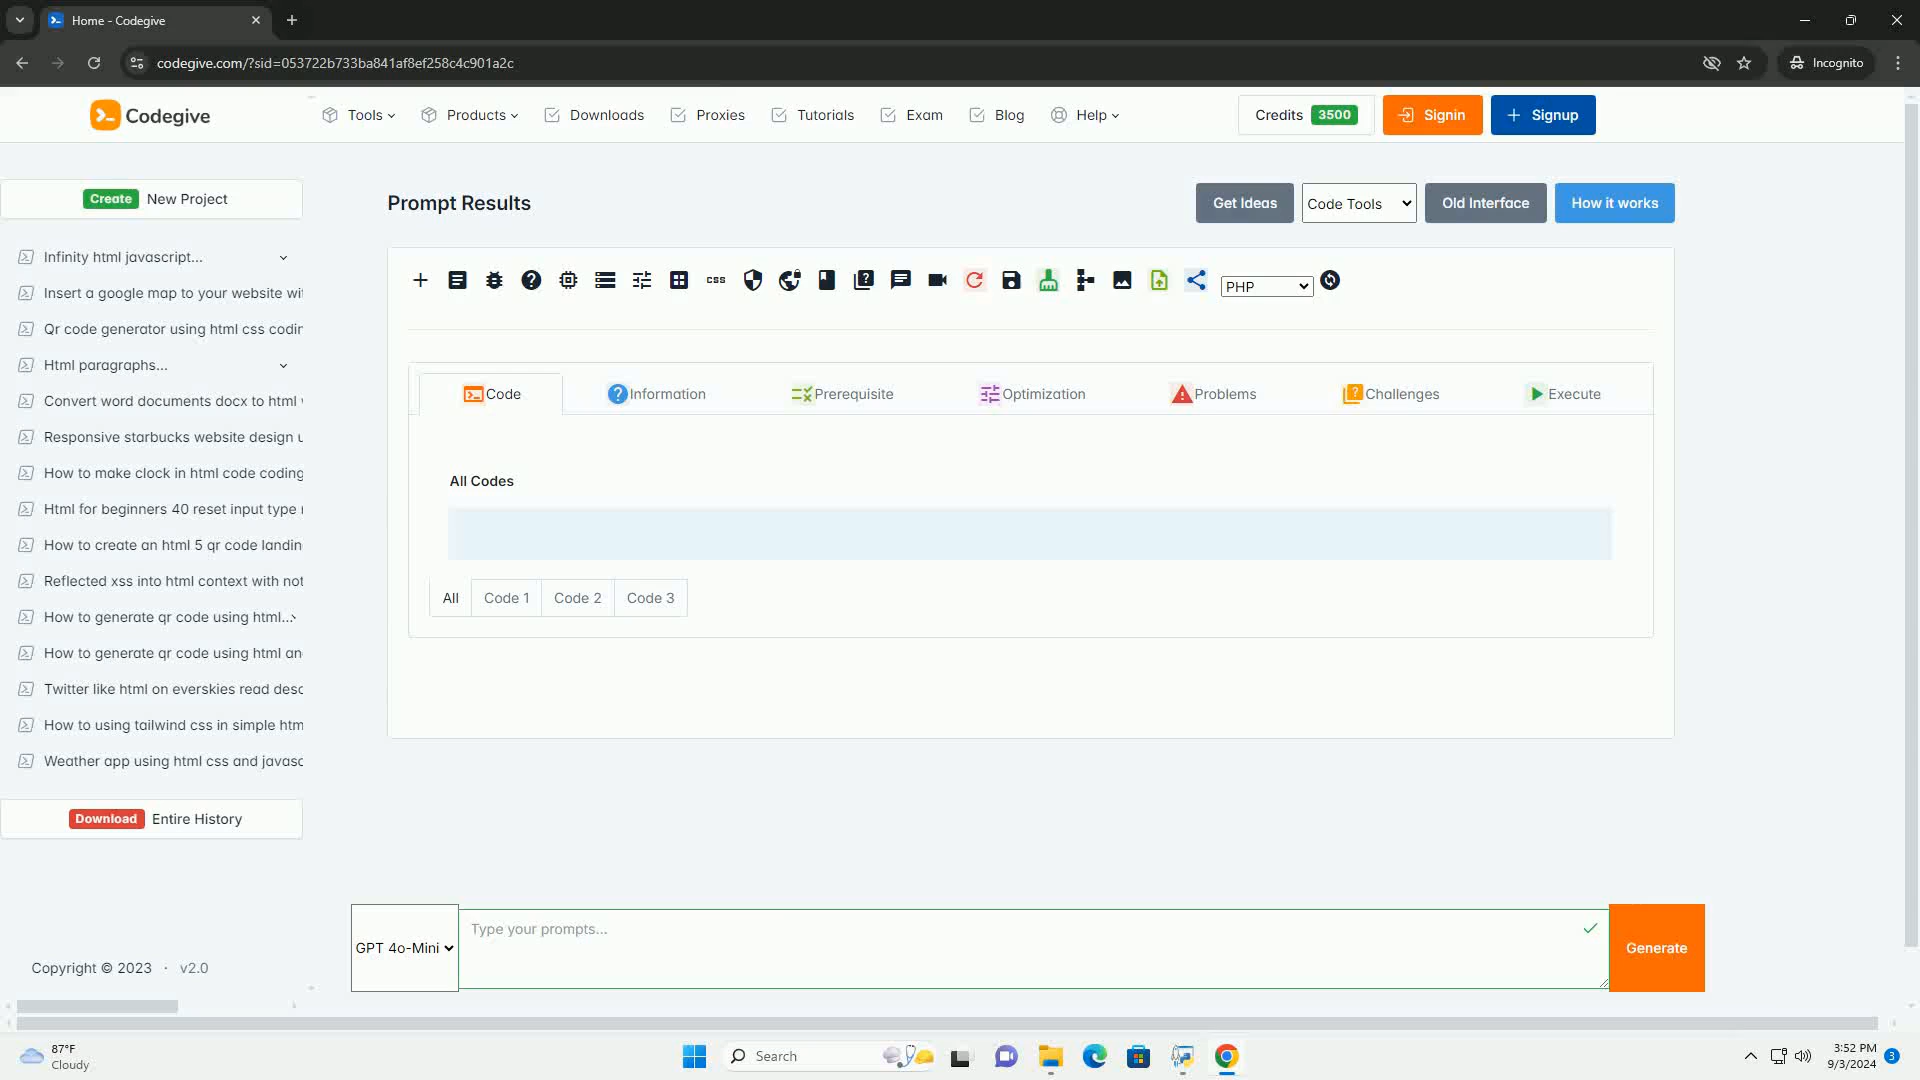 Home - Codegive
codegive.com/?sid=053722b733ba841af8ef258c4c901a2c
Incognito
Codegive
Tools
Products
Downloads
Proxies
Tutorials
Exam
Blog
Help
Credits 3500
Signin
Signup
Create New Project
Infinity html javascript...
Insert a google map to your website wit
Qr code generator using html css codin
Html paragraphs...
Convert word documents docx to html
Responsive starbucks website design u
How to make clock in html code coding
Html for beginners 40 reset input type
How to create an html 5 qr code landin
Reflected xss into html context with not
How to generate qr code using html...
How to generate qr code using html an
Twitter like html on everskies read desc
How to using tailwind css in simple htm
Weather app using html css and javasc
Download Entire History
Copyright © 2023 · v2.0
Prompt Results
Get Ideas
Code Tools
Old Interface
How it works
css
PHP
Code
Information
Prerequisite
Optimization
Problems
Challenges
Execute
All Codes
All
Code 1
Code 2
Code 3
GPT 4o-Mini
Type your prompts...
Generate
87°F
Cloudy
Search
3:52 PM
9/3/2024
3